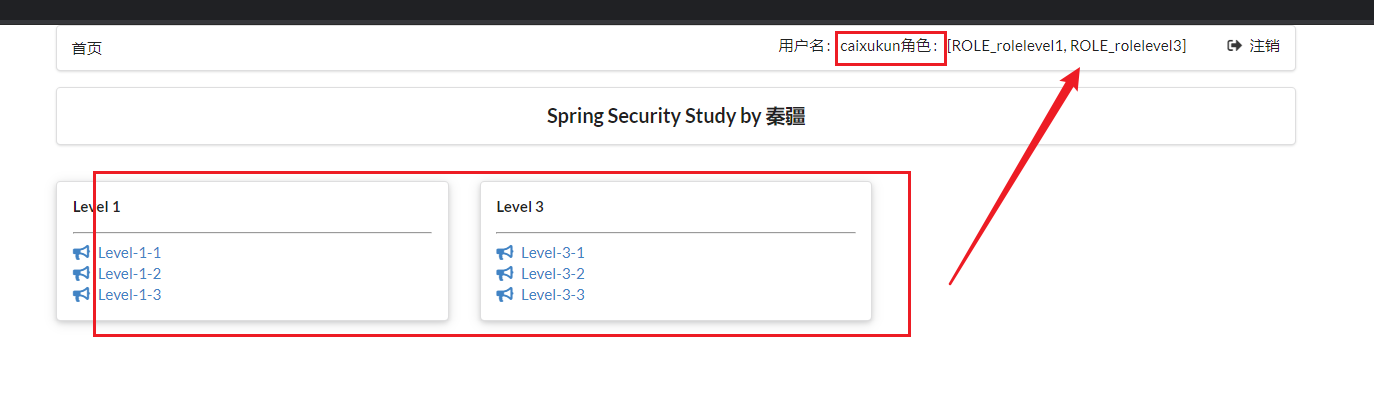 首页
用户名：caixukun角色：[ROLE_rolelevel1, ROLE_rolelevel3]
注销
Spring Security Study by 秦疆
Level 1
Level-1-1
Level-1-2
Level-1-3
Level 3
Level-3-1
Level-3-2
Level-3-3